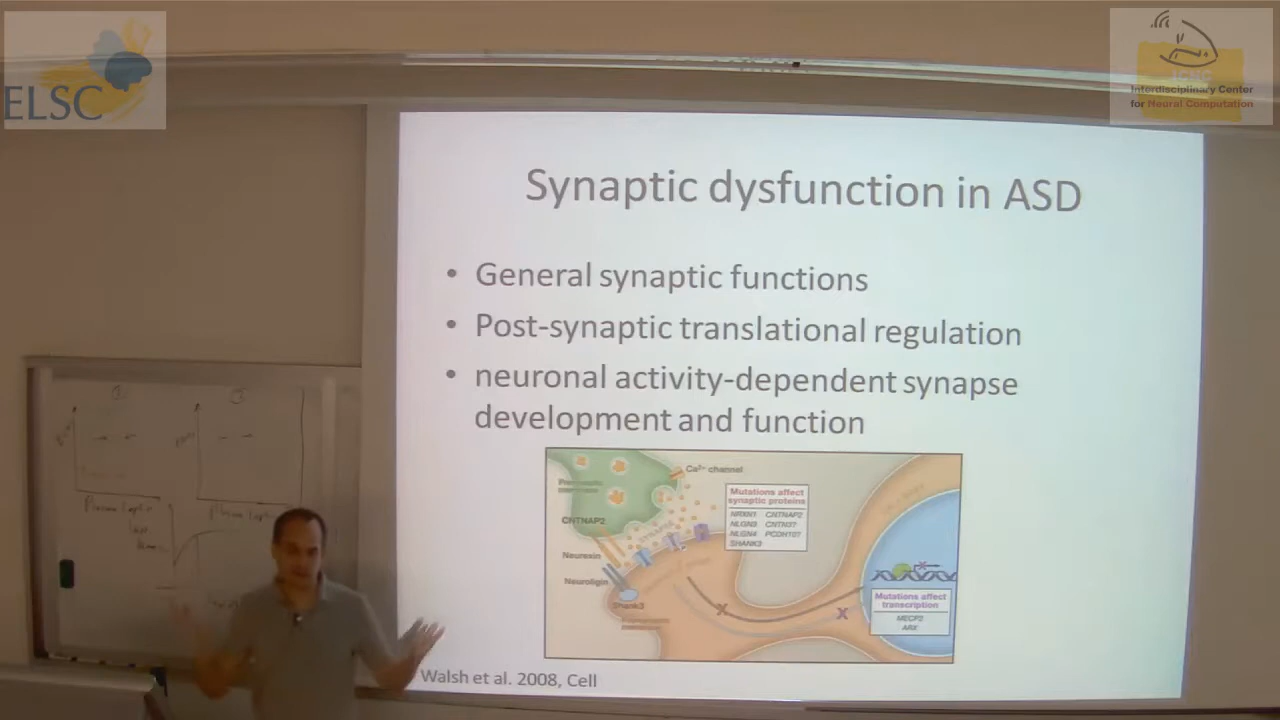 ELSC
Interdisciplinary Center
for Neural Computation
Synaptic dysfunction in ASD
• General synaptic functions
• Post-synaptic translational regulation
• neuronal activity-dependent synapse
development and function
Ca²⁺ channel
CNTNAP2
Neurexin
Neuroligin
Shank3
Mutations affect
synaptic proteins
NRXN1 CNTNAP2
NLGN3
NLGN4 PCDH10?
SHANK3
Mutations affect
transcription
MECP2
ARX
Walsh et al. 2008, Cell